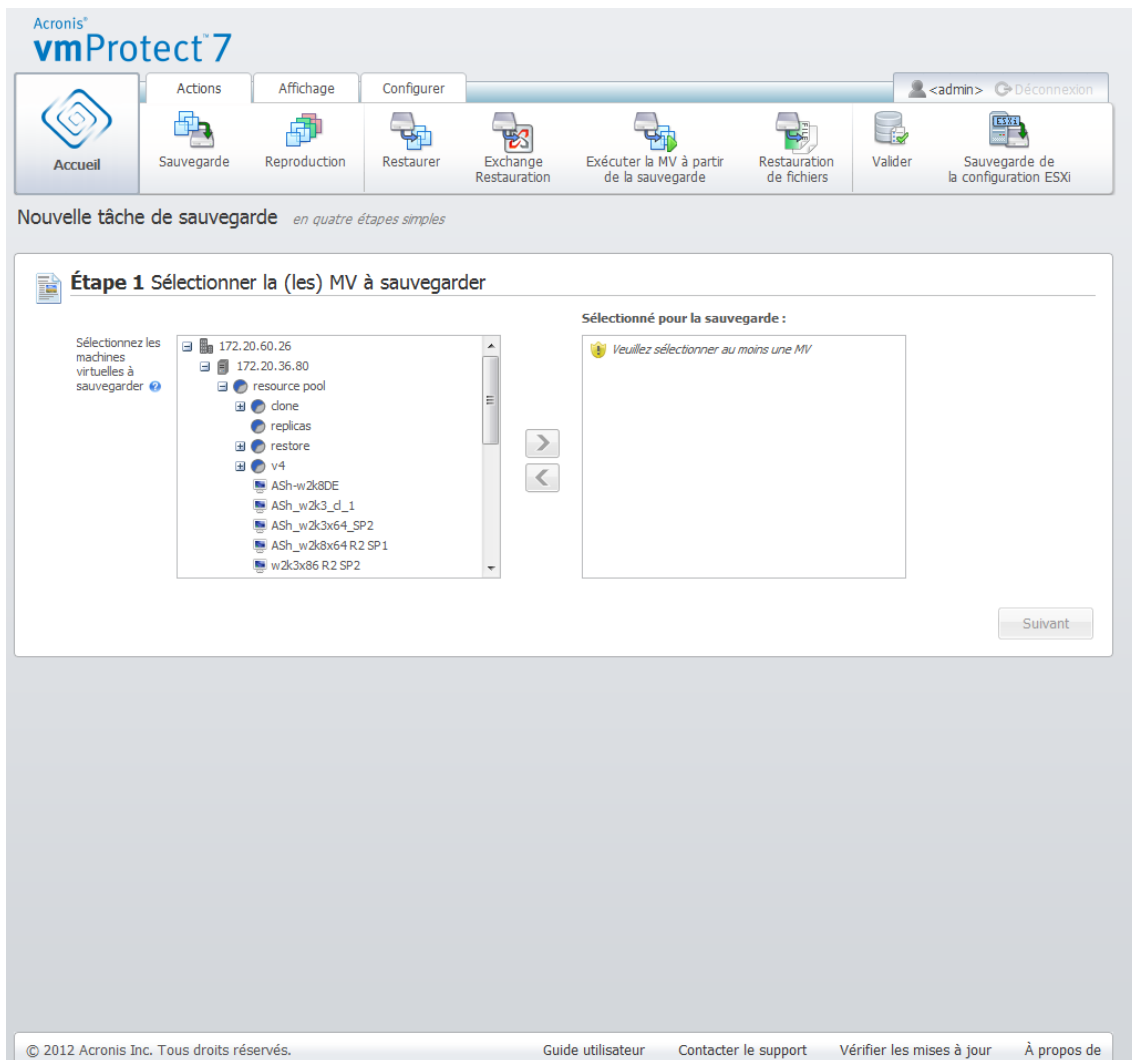 Acronis®
vmProtect™ 7
Actions
Affichage
Configurer
<admin>
Déconnexion
Accueil
Sauvegarde
Reproduction
Restaurer
Exchange
Restauration
Exécuter la MV à partir
de la sauvegarde
Restauration
de fichiers
Valider
ESXi
Sauvegarde de
la configuration ESXi
Nouvelle tâche de sauvegarde en quatre étapes simples
Étape 1 Sélectionner la (les) MV à sauvegarder
Sélectionnez les
machines
virtuelles à
sauvegarder
172.20.60.26
172.20.36.80
resource pool
clone
replicas
restore
v4
ASh-w2k8DE
ASh_w2k3_cl_1
ASh_w2k3x64_SP2
ASh_w2k8x64 R2 SP1
w2k3x86 R2 SP2
Sélectionné pour la sauvegarde :
Veuillez sélectionner au moins une MV
Suivant
© 2012 Acronis Inc. Tous droits réservés.
Guide utilisateur
Contacter le support
Vérifier les mises à jour
À propos de